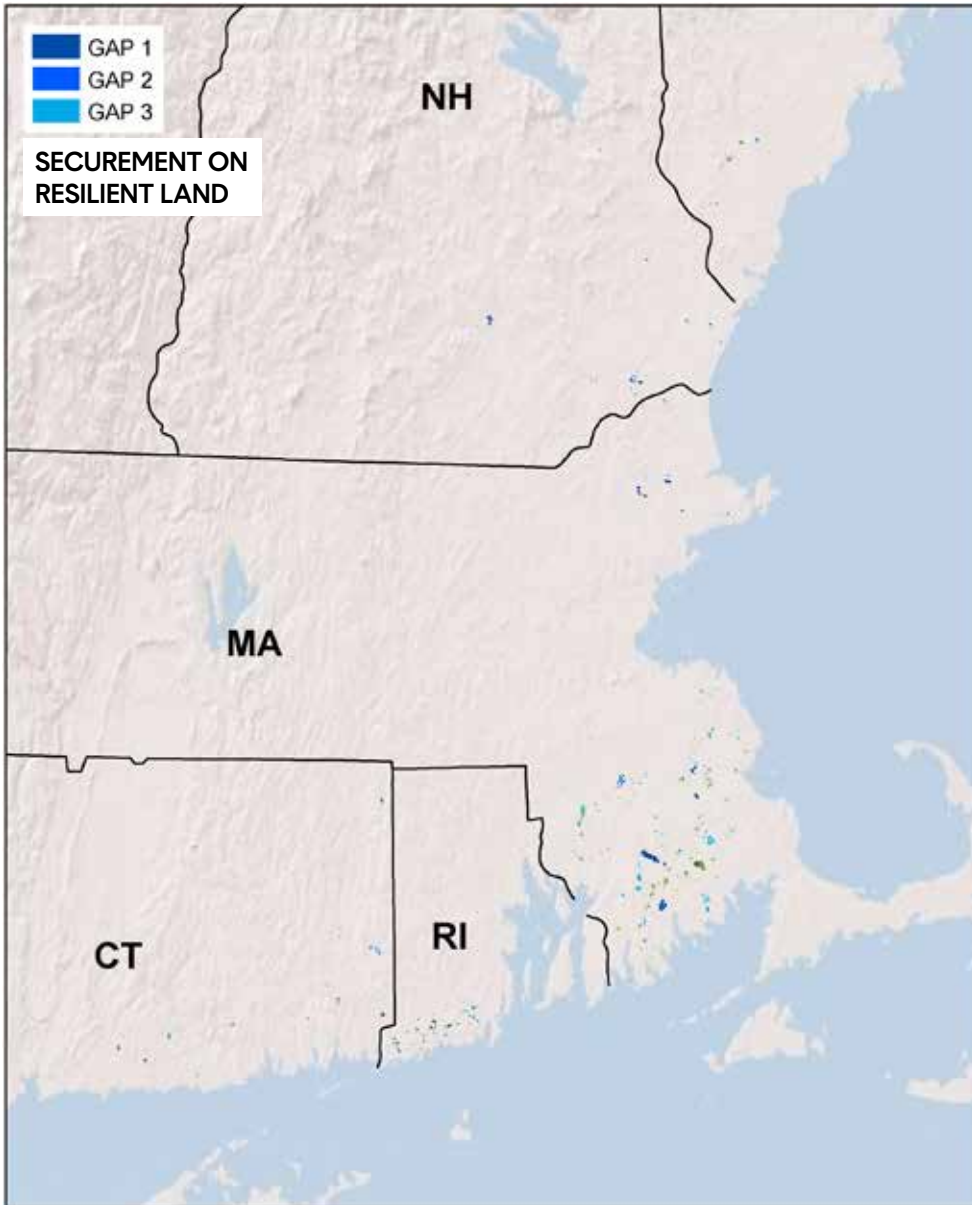 GAP 1
GAP 2
GAP 3
SECUREMENT ON
RESILIENT LAND
NH
MA
CT
RI